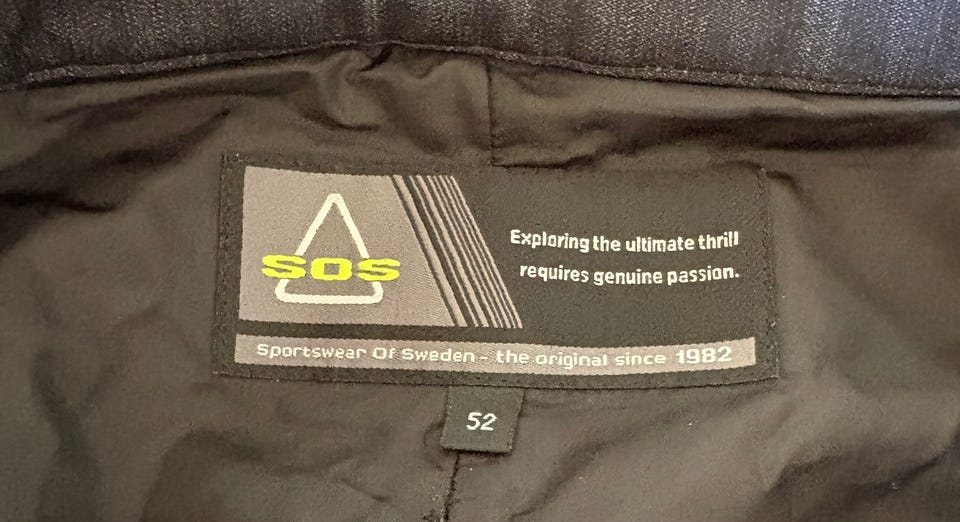 SOS
Exploring the ultimate thrill
requires genuine passion.
Sportswear Of Sweden - the original since 1982
52